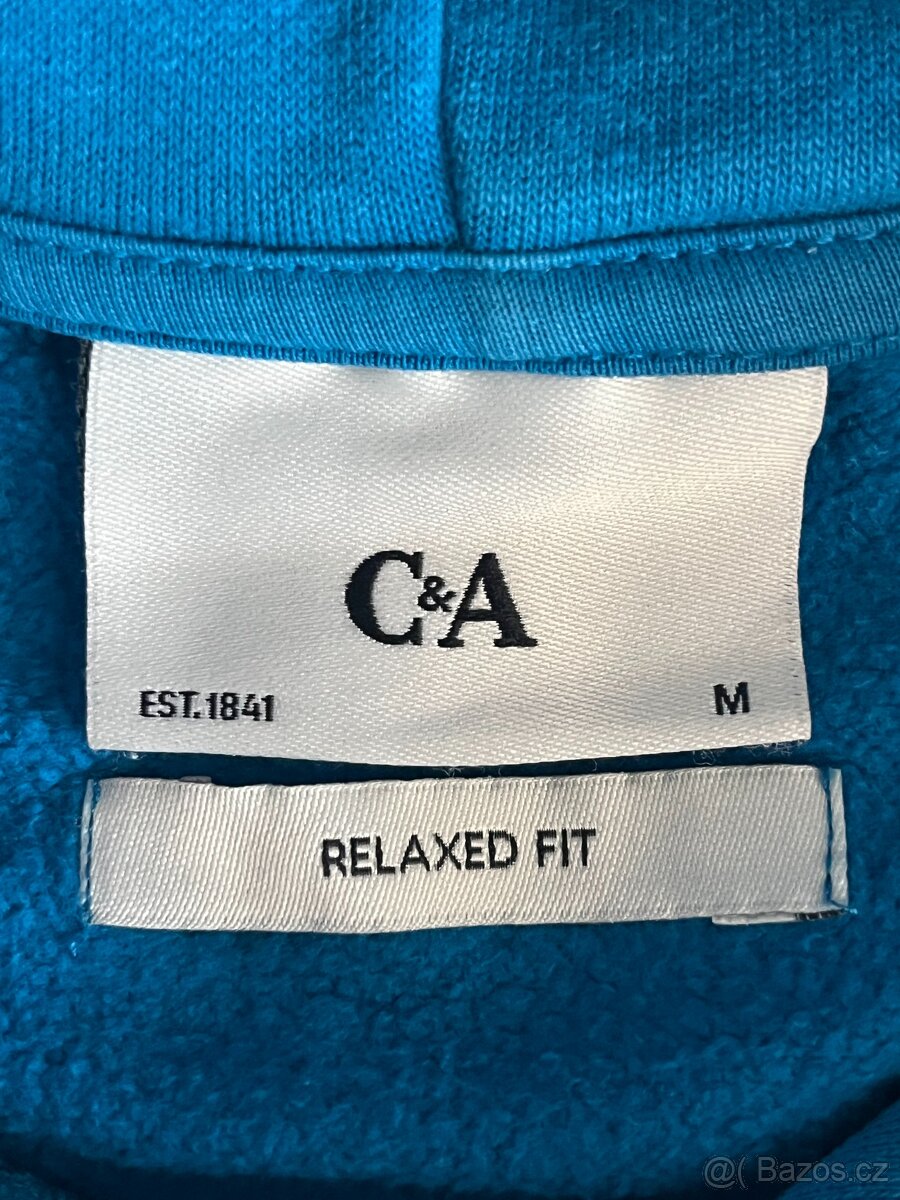 C&A
EST.1841 M
RELAXED FIT
@( Bazos.cz